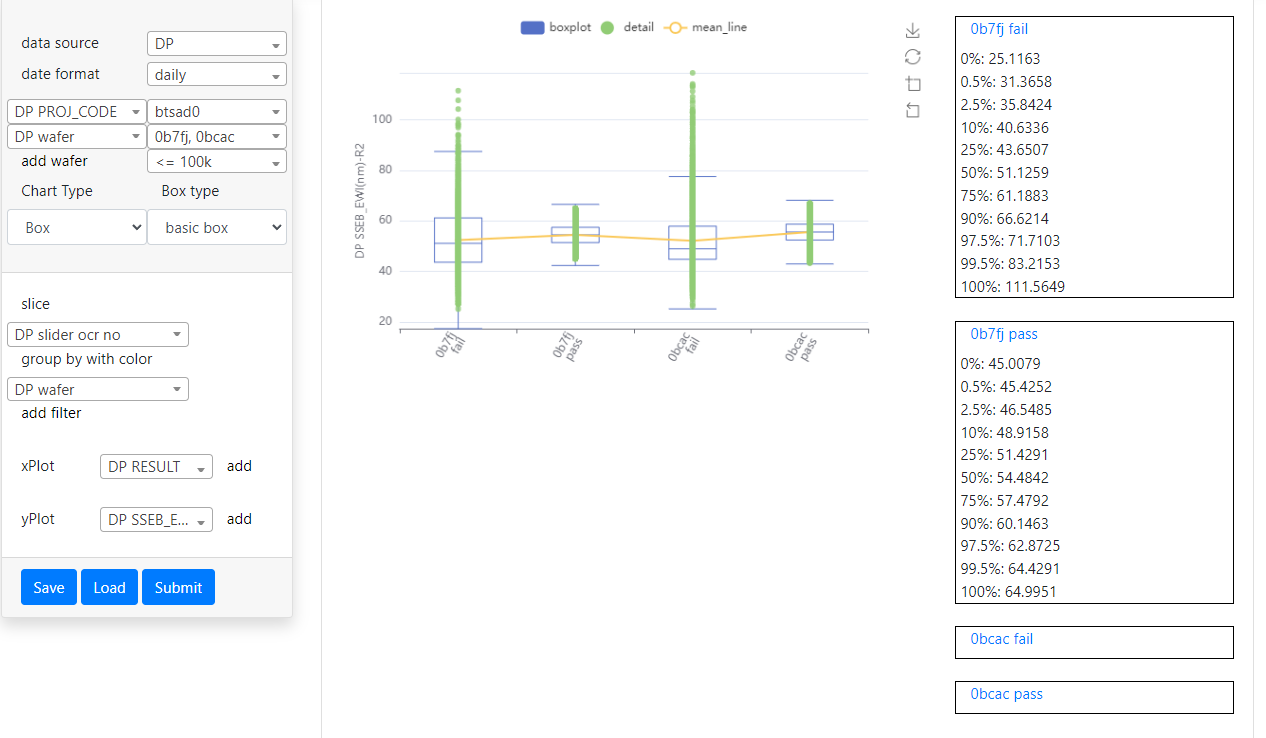 data source
DP
date format
daily
DP PROJ_CODE
btsad0
DP wafer
0b7fj, 0bcac
add wafer
<= 100k
Chart Type
Box type
Box
basic box
slice
DP slider ocr no
group by with color
DP wafer
add filter
xPlot
DP RESULT
add
yPlot
DP SSEB_E...
add
Save
Load
Submit
boxplot
detail
mean_line
DP SSEB_EWI(nm)-R2
100
80
60
40
20
0b7fj
fail
0b7fj
pass
0bcac
fail
0bcac
pass
0b7fj fail
0%: 25.1163
0.5%: 31.3658
2.5%: 35.8424
10%: 40.6336
25%: 43.6507
50%: 51.1259
75%: 61.1883
90%: 66.6214
97.5%: 71.7103
99.5%: 83.2153
100%: 111.5649
0b7fj pass
0%: 45.0079
0.5%: 45.4252
2.5%: 46.5485
10%: 48.9158
25%: 51.4291
50%: 54.4842
75%: 57.4792
90%: 60.1463
97.5%: 62.8725
99.5%: 64.4291
100%: 64.9951
0bcac fail
0bcac pass